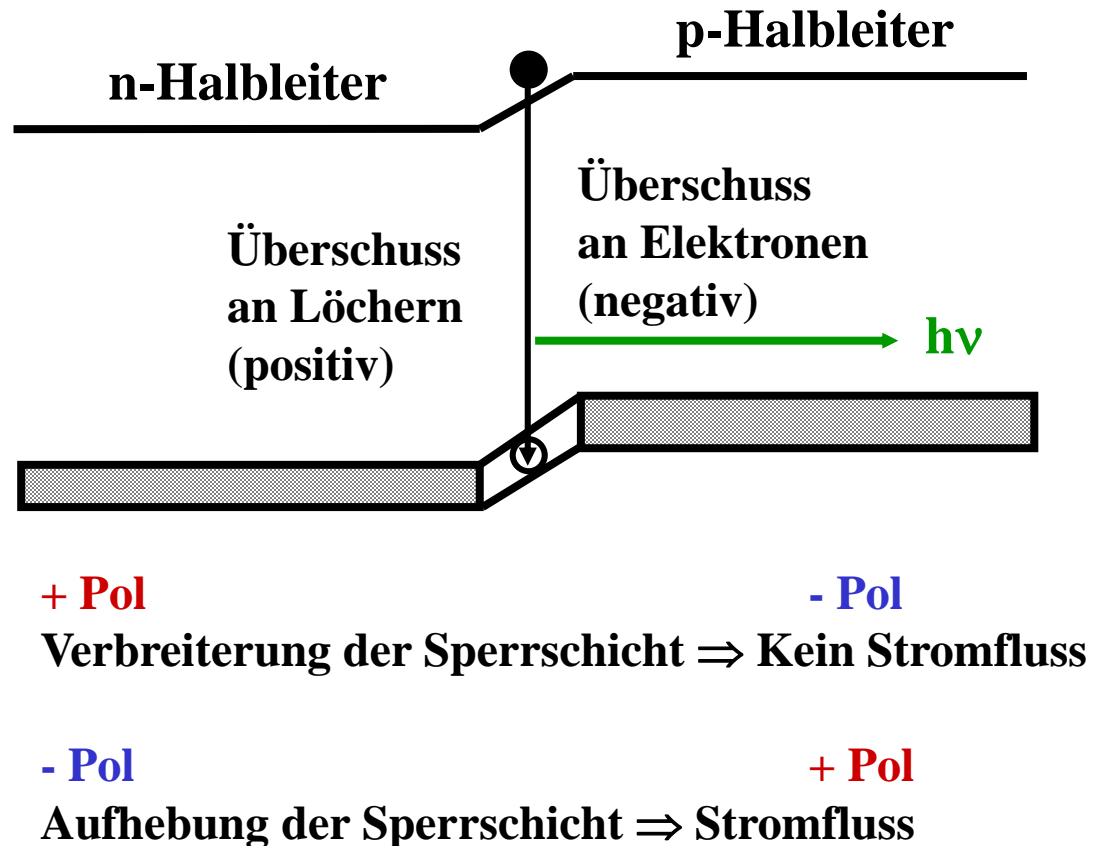 p-Halbleiter
n-Halbleiter
Überschuss
an Elektronen
(negativ)
Überschuss
an Löchern
(positiv)
hν
+ Pol - Pol
Verbreiterung der Sperrschicht ⇒ Kein Stromfluss
- Pol + Pol
Aufhebung der Sperrschicht ⇒ Stromfluss